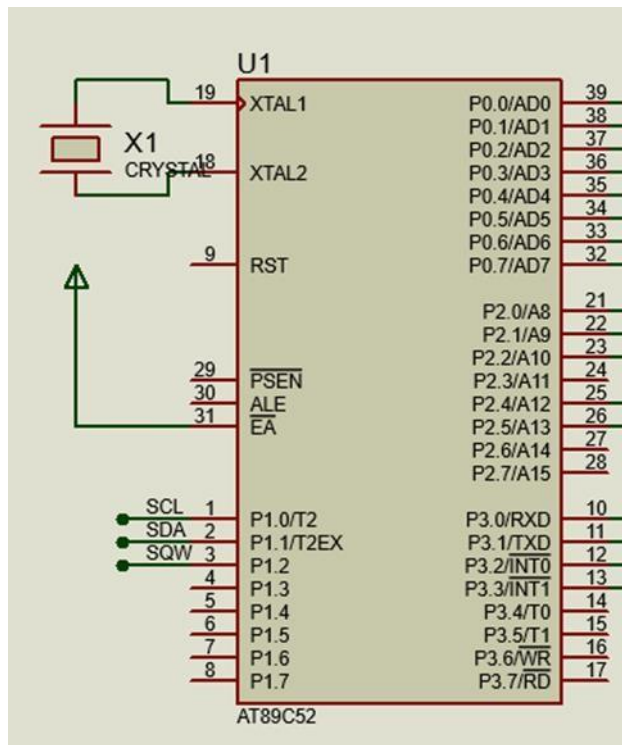 U1
X1
CRYSTAL
19 XTAL1
18 XTAL2
9 RST
29 PSEN
30 ALE
31 EA
SCL 1 P1.0/T2
SDA 2 P1.1/T2EX
SQW 3 P1.2
4 P1.3
5 P1.4
6 P1.5
7 P1.6
8 P1.7
P0.0/AD0 39
P0.1/AD1 38
P0.2/AD2 37
P0.3/AD3 36
P0.4/AD4 35
P0.5/AD5 34
P0.6/AD6 33
P0.7/AD7 32
P2.0/A8 21
P2.1/A9 22
P2.2/A10 23
P2.3/A11 24
P2.4/A12 25
P2.5/A13 26
P2.6/A14 27
P2.7/A15 28
P3.0/RXD 10
P3.1/TXD 11
P3.2/INT0 12
P3.3/INT1 13
P3.4/T0 14
P3.5/T1 15
P3.6/WR 16
P3.7/RD 17
AT89C52